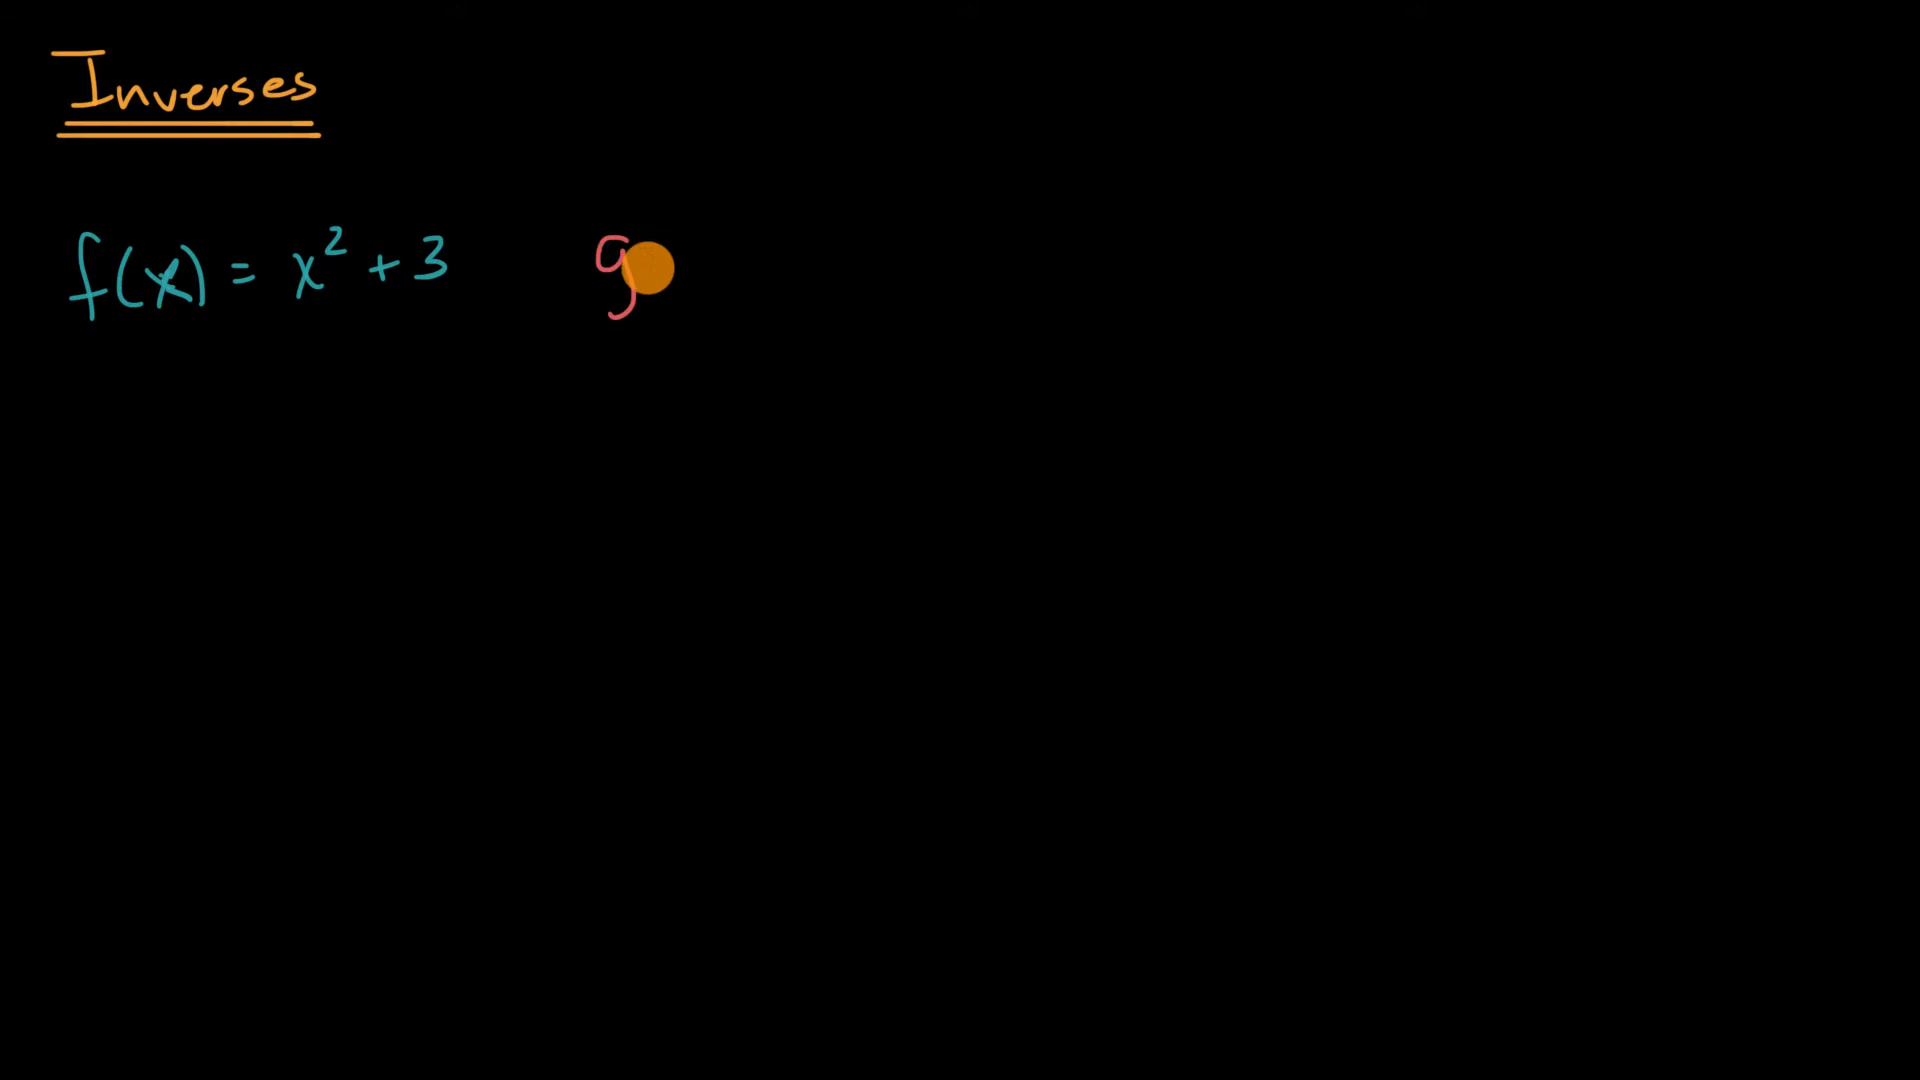 Inverses
f(x) = x² + 3 g